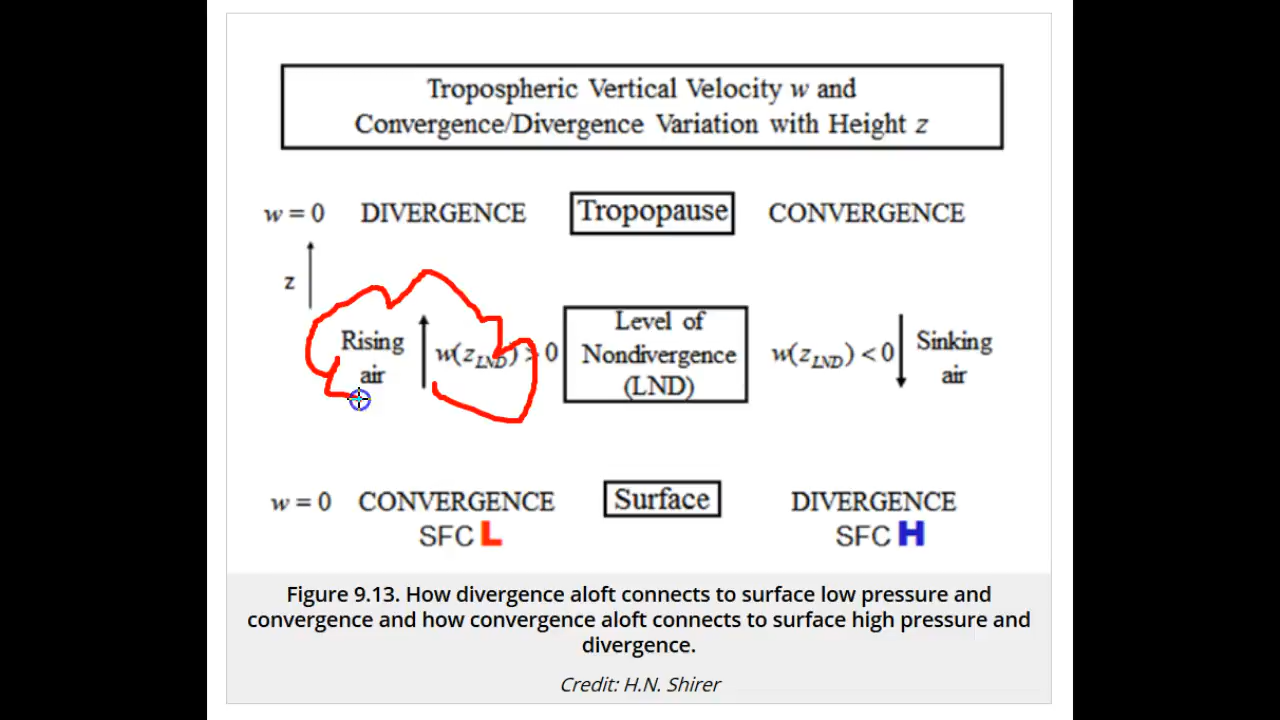 Tropospheric Vertical Velocity w and
Convergence/Divergence Variation with Height z
w = 0 DIVERGENCE Tropopause CONVERGENCE
z
Rising air w(z_LND) > 0 Level of Nondivergence (LND) w(z_LND) < 0 Sinking air
w = 0 CONVERGENCE Surface DIVERGENCE
SFC L SFC H
Figure 9.13. How divergence aloft connects to surface low pressure and
convergence and how convergence aloft connects to surface high pressure and
divergence.
Credit: H.N. Shirer